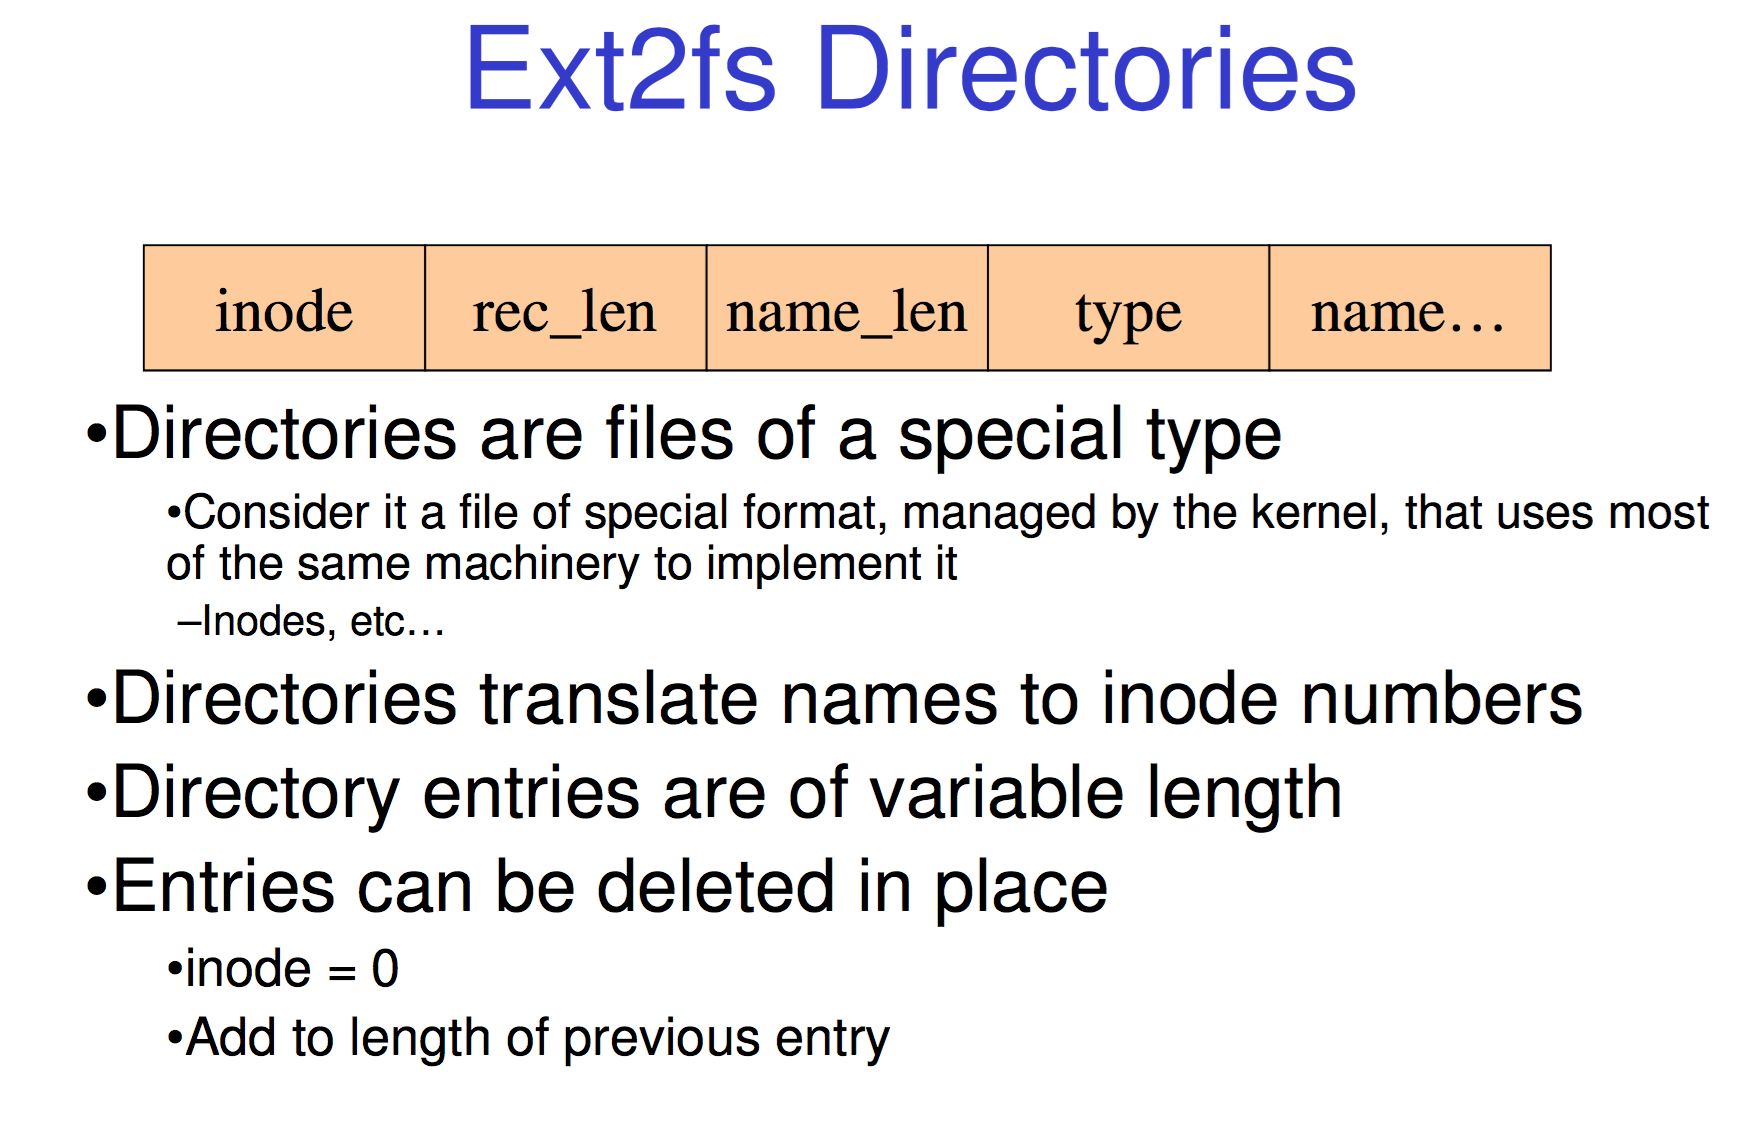 Ext2fs Directories
inode rec_len name_len type name…
•Directories are files of a special type
•Consider it a file of special format, managed by the kernel, that uses most
of the same machinery to implement it
–Inodes, etc…
•Directories translate names to inode numbers
•Directory entries are of variable length
•Entries can be deleted in place
•inode = 0
•Add to length of previous entry